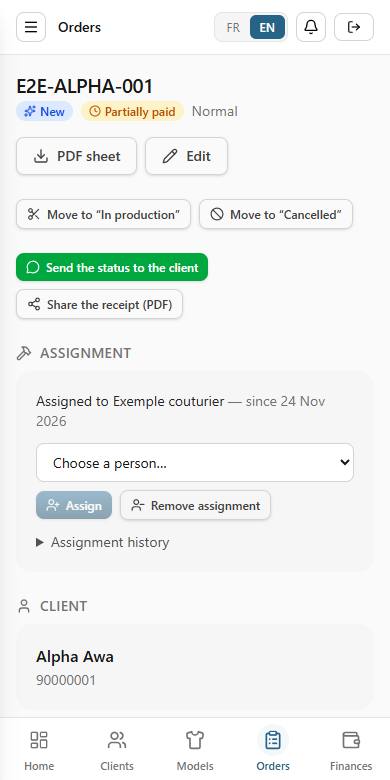 Orders
FR
EN
E2E-ALPHA-001
New
Partially paid
Normal
PDF sheet
Edit
Move to “In production”
Move to “Cancelled”
Send the status to the client
Share the receipt (PDF)
ASSIGNMENT
Assigned to Exemple couturier — since 24 Nov
2026
Choose a person...
Assign
Remove assignment
Assignment history
CLIENT
Alpha Awa
90000001
Home
Clients
Models
Orders
Finances